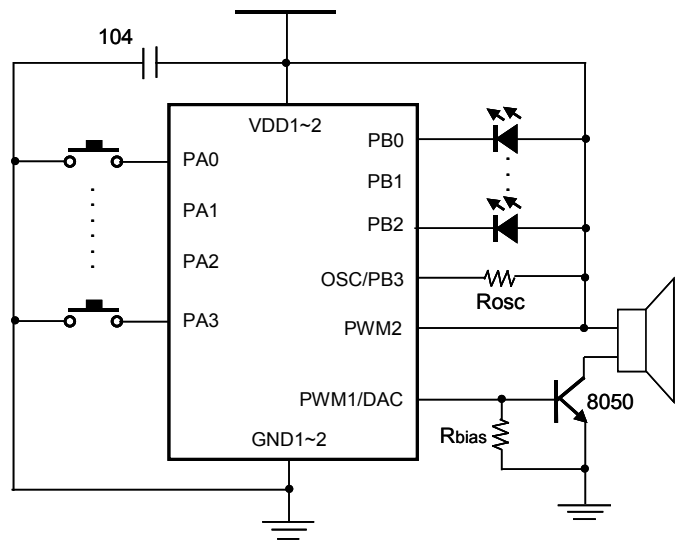 104
VDD1~2
PA0
PB0
PA1
PB1
PA2
PB2
OSC/PB3
Rosc
PA3
PWM2
PWM1/DAC
8050
Rbias
GND1~2